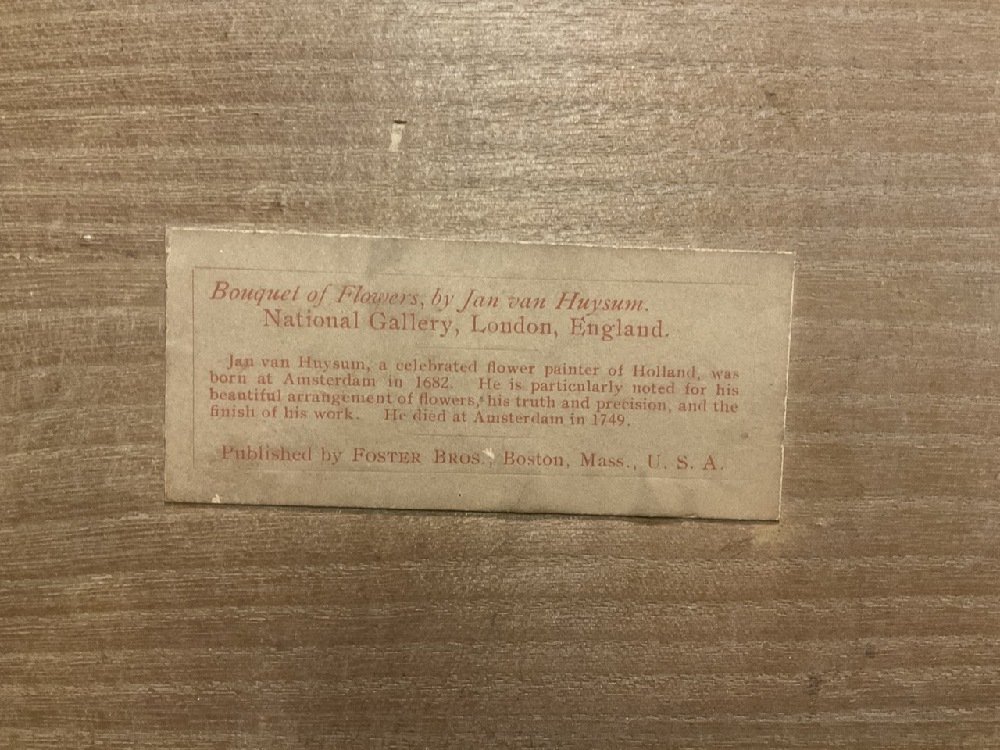 Bouquet of Flowers, by Jan van Huysum.
National Gallery, London, England.
Jan van Huysum, a celebrated flower painter of Holland, was
born at Amsterdam in 1682. He is particularly noted for his
beautiful arrangement of flowers, his truth and precision, and the
finish of his work. He died at Amsterdam in 1749.
Published by FOSTER BROS., Boston, Mass., U. S. A.